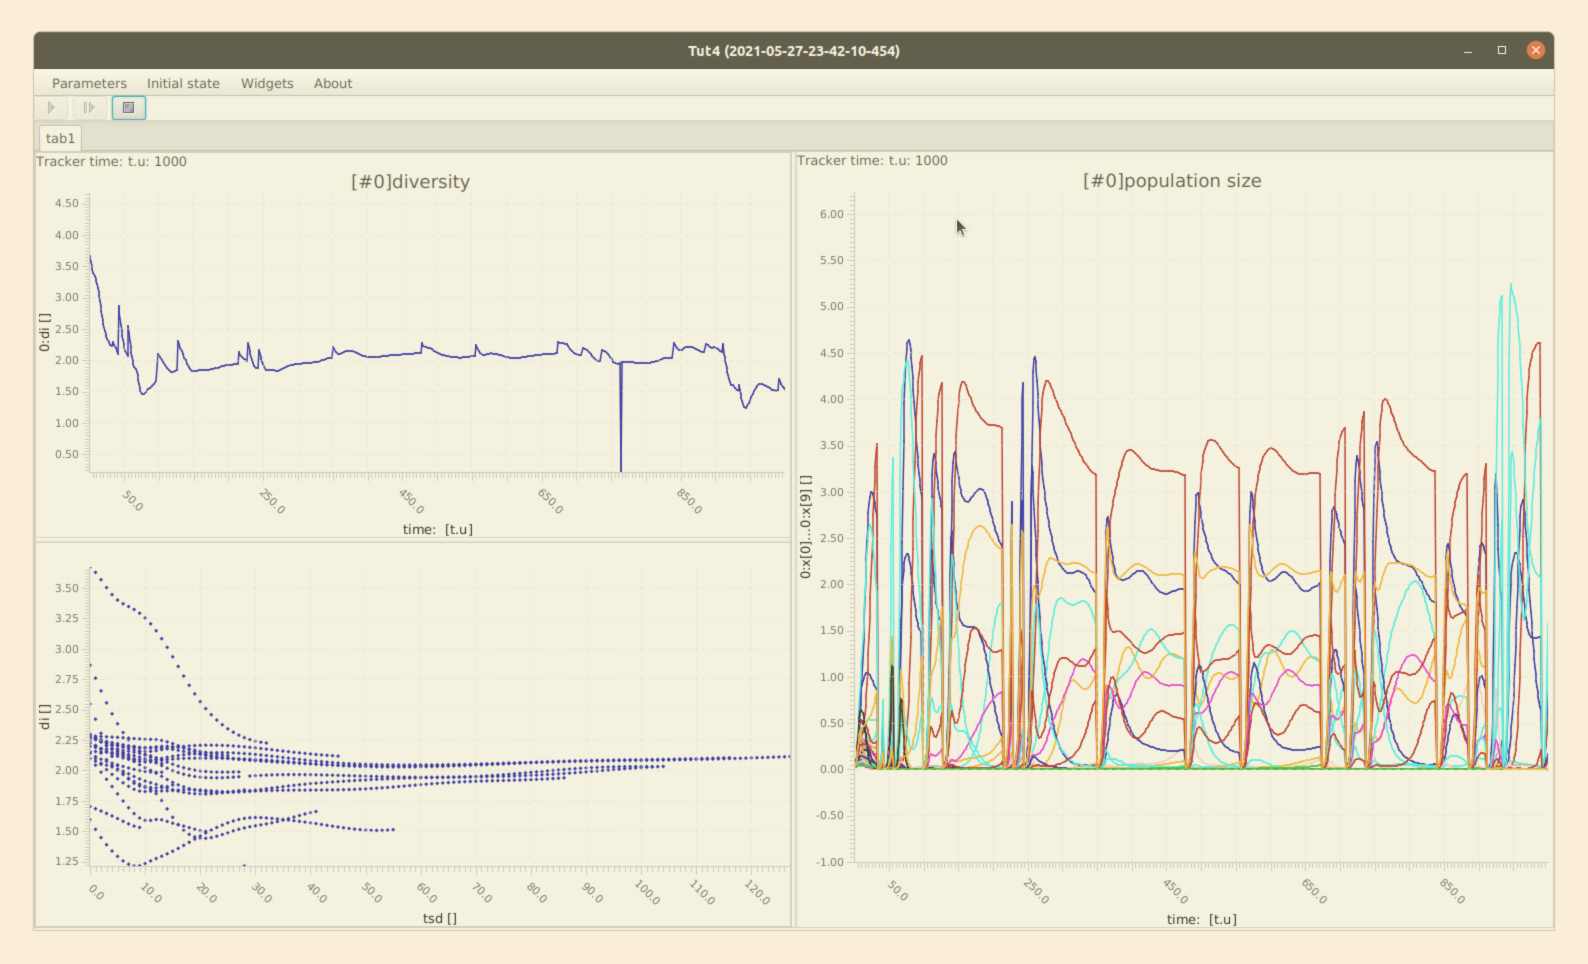 Tut4 (2021-05-27-23-42-10-454)
Parameters Initial state Widgets About
tab1
Tracker time: t.u: 1000
[#0]diversity
4.50
4.00
3.50
3.00
2.50
2.00
1.50
1.00
0.50
0:di []
50.0 250.0 450.0 650.0 850.0
time: [t.u]
3.50
3.25
3.00
2.75
2.50
2.25
2.00
1.75
1.50
1.25
di []
0.0 10.0 20.0 30.0 40.0 50.0 60.0 70.0 80.0 90.0 100.0 110.0 120.0
tsd []
Tracker time: t.u: 1000
[#0]population size
6.00
5.50
5.00
4.50
4.00
3.50
3.00
2.50
2.00
1.50
1.00
0.50
0.00
-0.50
-1.00
0:x[0]...0:x[9] []
50.0 250.0 450.0 650.0 850.0
time: [t.u]